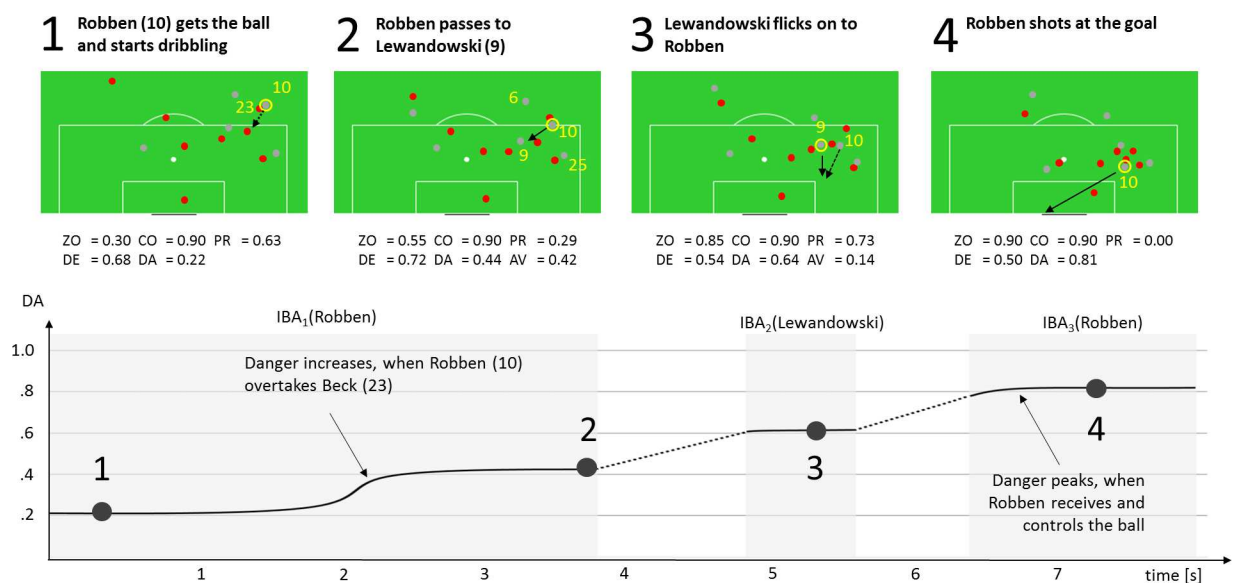 1 Robben (10) gets the ball
and starts dribbling
2 Robben passes to
Lewandowski (9)
3 Lewandowski flicks on to
Robben
4 Robben shots at the goal
10
23
6
10
9
25
9
10
10
ZO = 0.30 CO = 0.90 PR = 0.63
DE = 0.68 DA = 0.22
ZO = 0.55 CO = 0.90 PR = 0.29
DE = 0.72 DA = 0.44 AV = 0.42
ZO = 0.85 CO = 0.90 PR = 0.73
DE = 0.54 DA = 0.64 AV = 0.14
ZO = 0.90 CO = 0.90 PR = 0.00
DE = 0.50 DA = 0.81
DA
IBA1(Robben)
IBA2(Lewandowski)
IBA3(Robben)
1.0
.8
.6
.4
.2
Danger increases, when Robben (10)
overtakes Beck (23)
1
2
3
4
Danger peaks, when
Robben receives and
controls the ball
1 2 3 4 5 6 7 time [s]